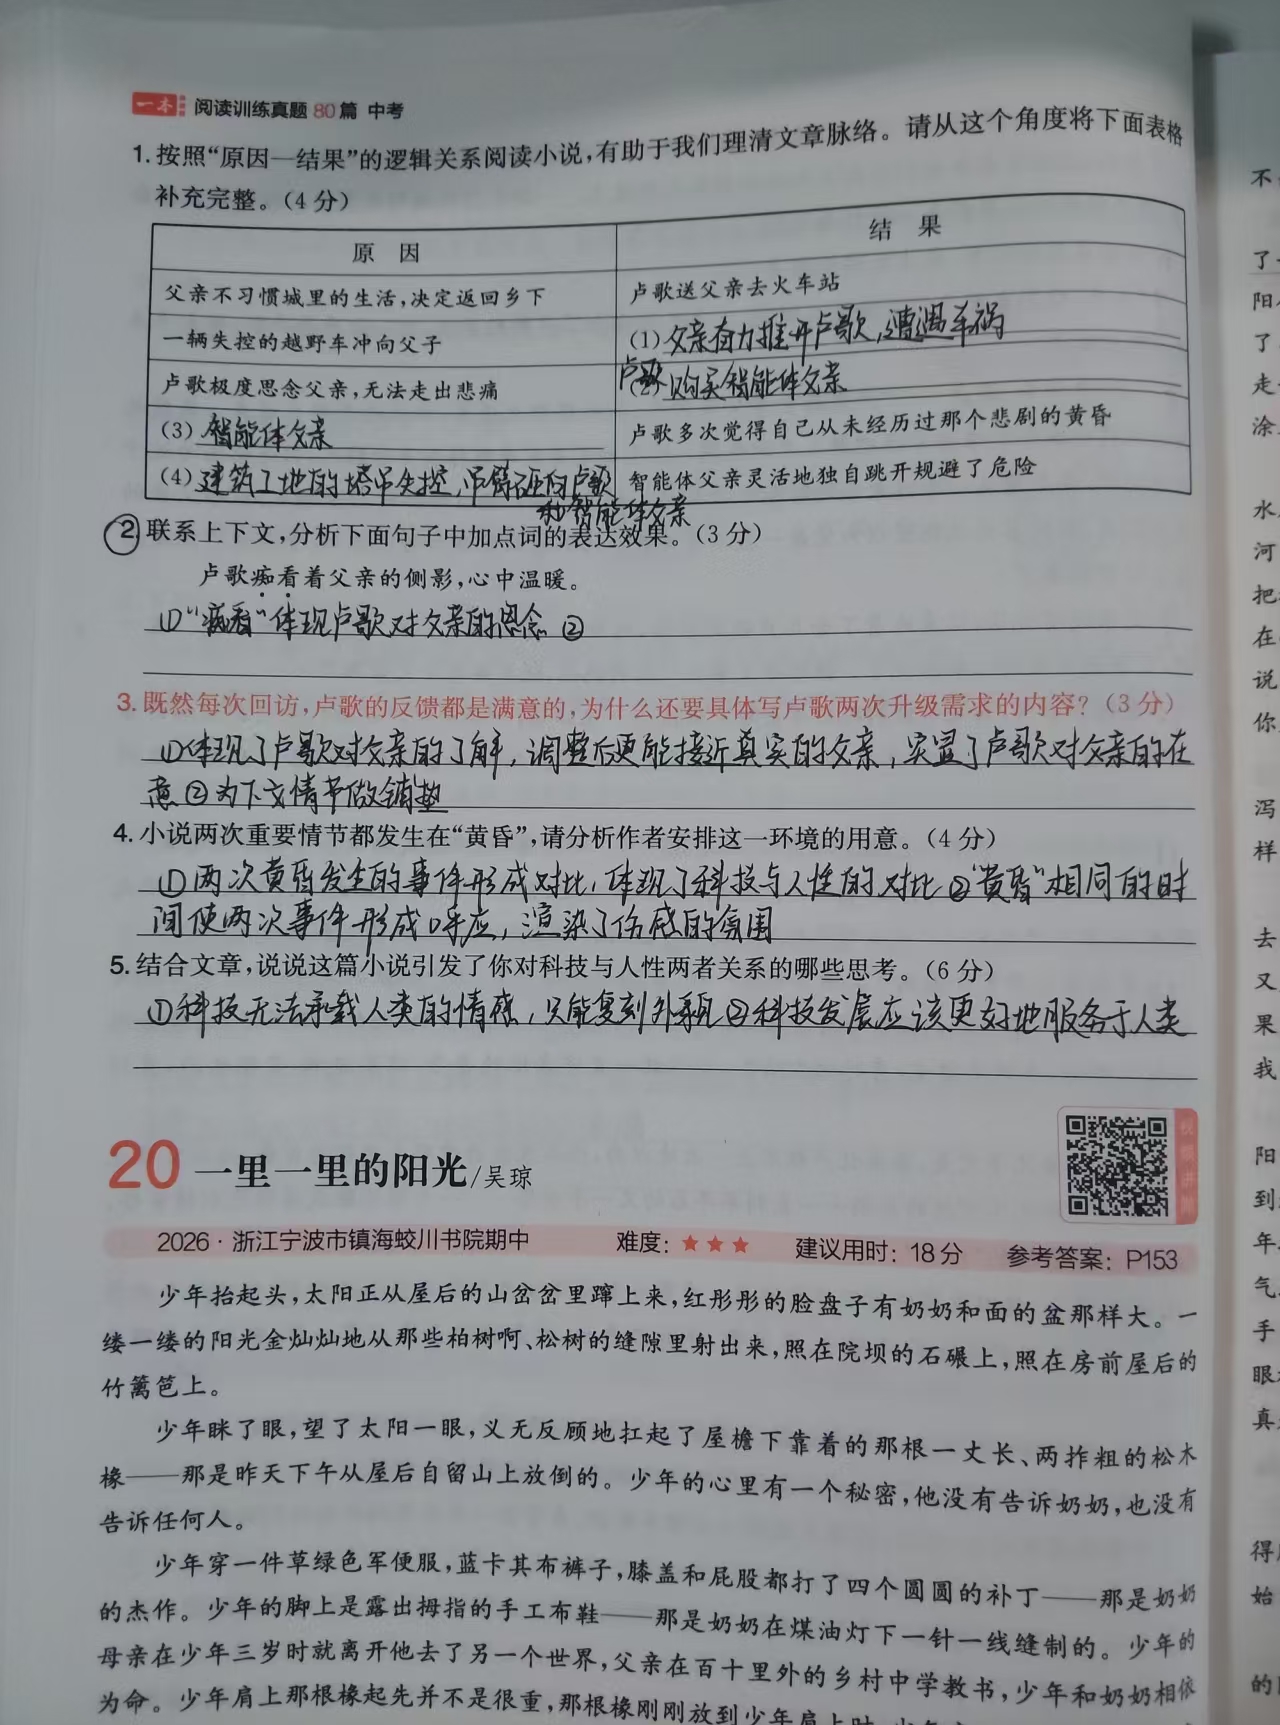 一本 阅读训练真题80篇 中考
1.按照“原因—结果”的逻辑关系阅读小说,有助于我们理清文章脉络。请从这个角度将下面表格
补充完整。(4分)
原 因 结 果
父亲不习惯城里的生活,决定返回乡下 卢歌送父亲去火车站
一辆失控的越野车冲向父子 (1)父亲奋力推开卢歌,遭遇车祸
卢歌极度思念父亲,无法走出悲痛 卢歌(2)购买智能体父亲
(3)智能体父亲 卢歌多次觉得自己从未经历过那个悲剧的黄昏
(4)建筑工地的塔吊失控,吊臂砸向卢歌 智能体父亲灵活地独自跳开规避了危险
和智能体父亲
2.联系上下文,分析下面句子中加点词的表达效果。(3分)
卢歌痴看着父亲的侧影,心中温暖。
①“痴看”体现卢歌对父亲的思念 ②
3.既然每次回访,卢歌的反馈都是满意的,为什么还要具体写卢歌两次升级需求的内容?(3分)
①体现了卢歌对父亲的了解,调整后更能接近真实的父亲,突显了卢歌对父亲的在
意②为下文情节做铺垫
4.小说两次重要情节都发生在“黄昏”,请分析作者安排这一环境的用意。(4分)
①两次黄昏发生的事件形成对比,体现了科技与人性的对比②“黄昏”相同的时
间使两次事件形成呼应,渲染了伤感的氛围
5.结合文章,说说这篇小说引发了你对科技与人性两者关系的哪些思考。(6分)
①科技无法承载人类的情感,只能复刻外貌②科技发展应该更好地服务于人类
20 一里一里的阳光/吴琼
2026·浙江宁波市镇海蛟川书院期中 难度:★★★ 建议用时:18分 参考答案:P153
少年抬起头,太阳正从屋后的山岔岔里蹿上来,红彤彤的脸盘子有奶奶和面的盆那样大。一
缕一缕的阳光金灿灿地从那些柏树啊、松树的缝隙里射出来,照在院坝的石碾上,照在房前屋后的
竹篱笆上。
少年眯了眼,望了太阳一眼,义无反顾地扛起了屋檐下靠着的那根一丈长、两拃粗的松木
椽——那是昨天下午从屋后自留山上放倒的。少年的心里有一个秘密,他没有告诉奶奶,也没有
告诉任何人。
少年穿一件草绿色军便服,蓝卡其布裤子,膝盖和屁股都打了四个圆圆的补丁——那是奶奶
的杰作。少年的脚上是露出拇指的手工布鞋——那是奶奶在煤油灯下一针一线缝制的。少年的
母亲在少年三岁时就离开他去了另一个世界,父亲在百十里外的乡村中学教书,少年和奶奶相依
为命。少年肩上那根椽起先并不是很重,那根椽刚刚放到少年肩上时
不
了
阳
了
走
涂
水
河
把
在
说
你
泻
样
去
又
果
我
阳
到
年
气
手
眼
真
得
始
的